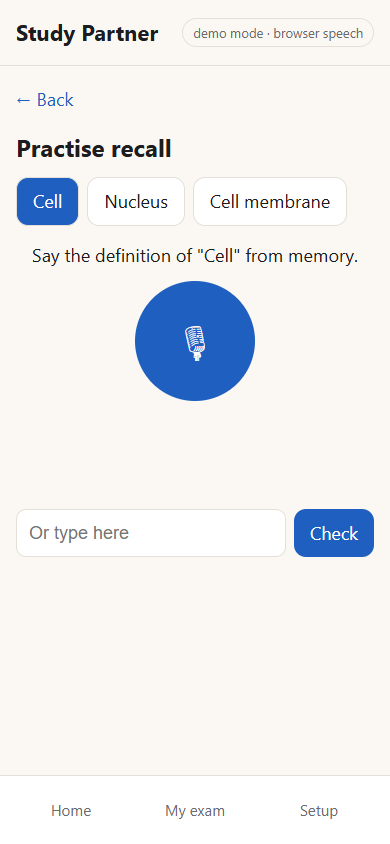 Study Partner
demo mode · browser speech
← Back
Practise recall
Cell Nucleus Cell membrane
Say the definition of "Cell" from memory.
Or type here Check
Home My exam Setup